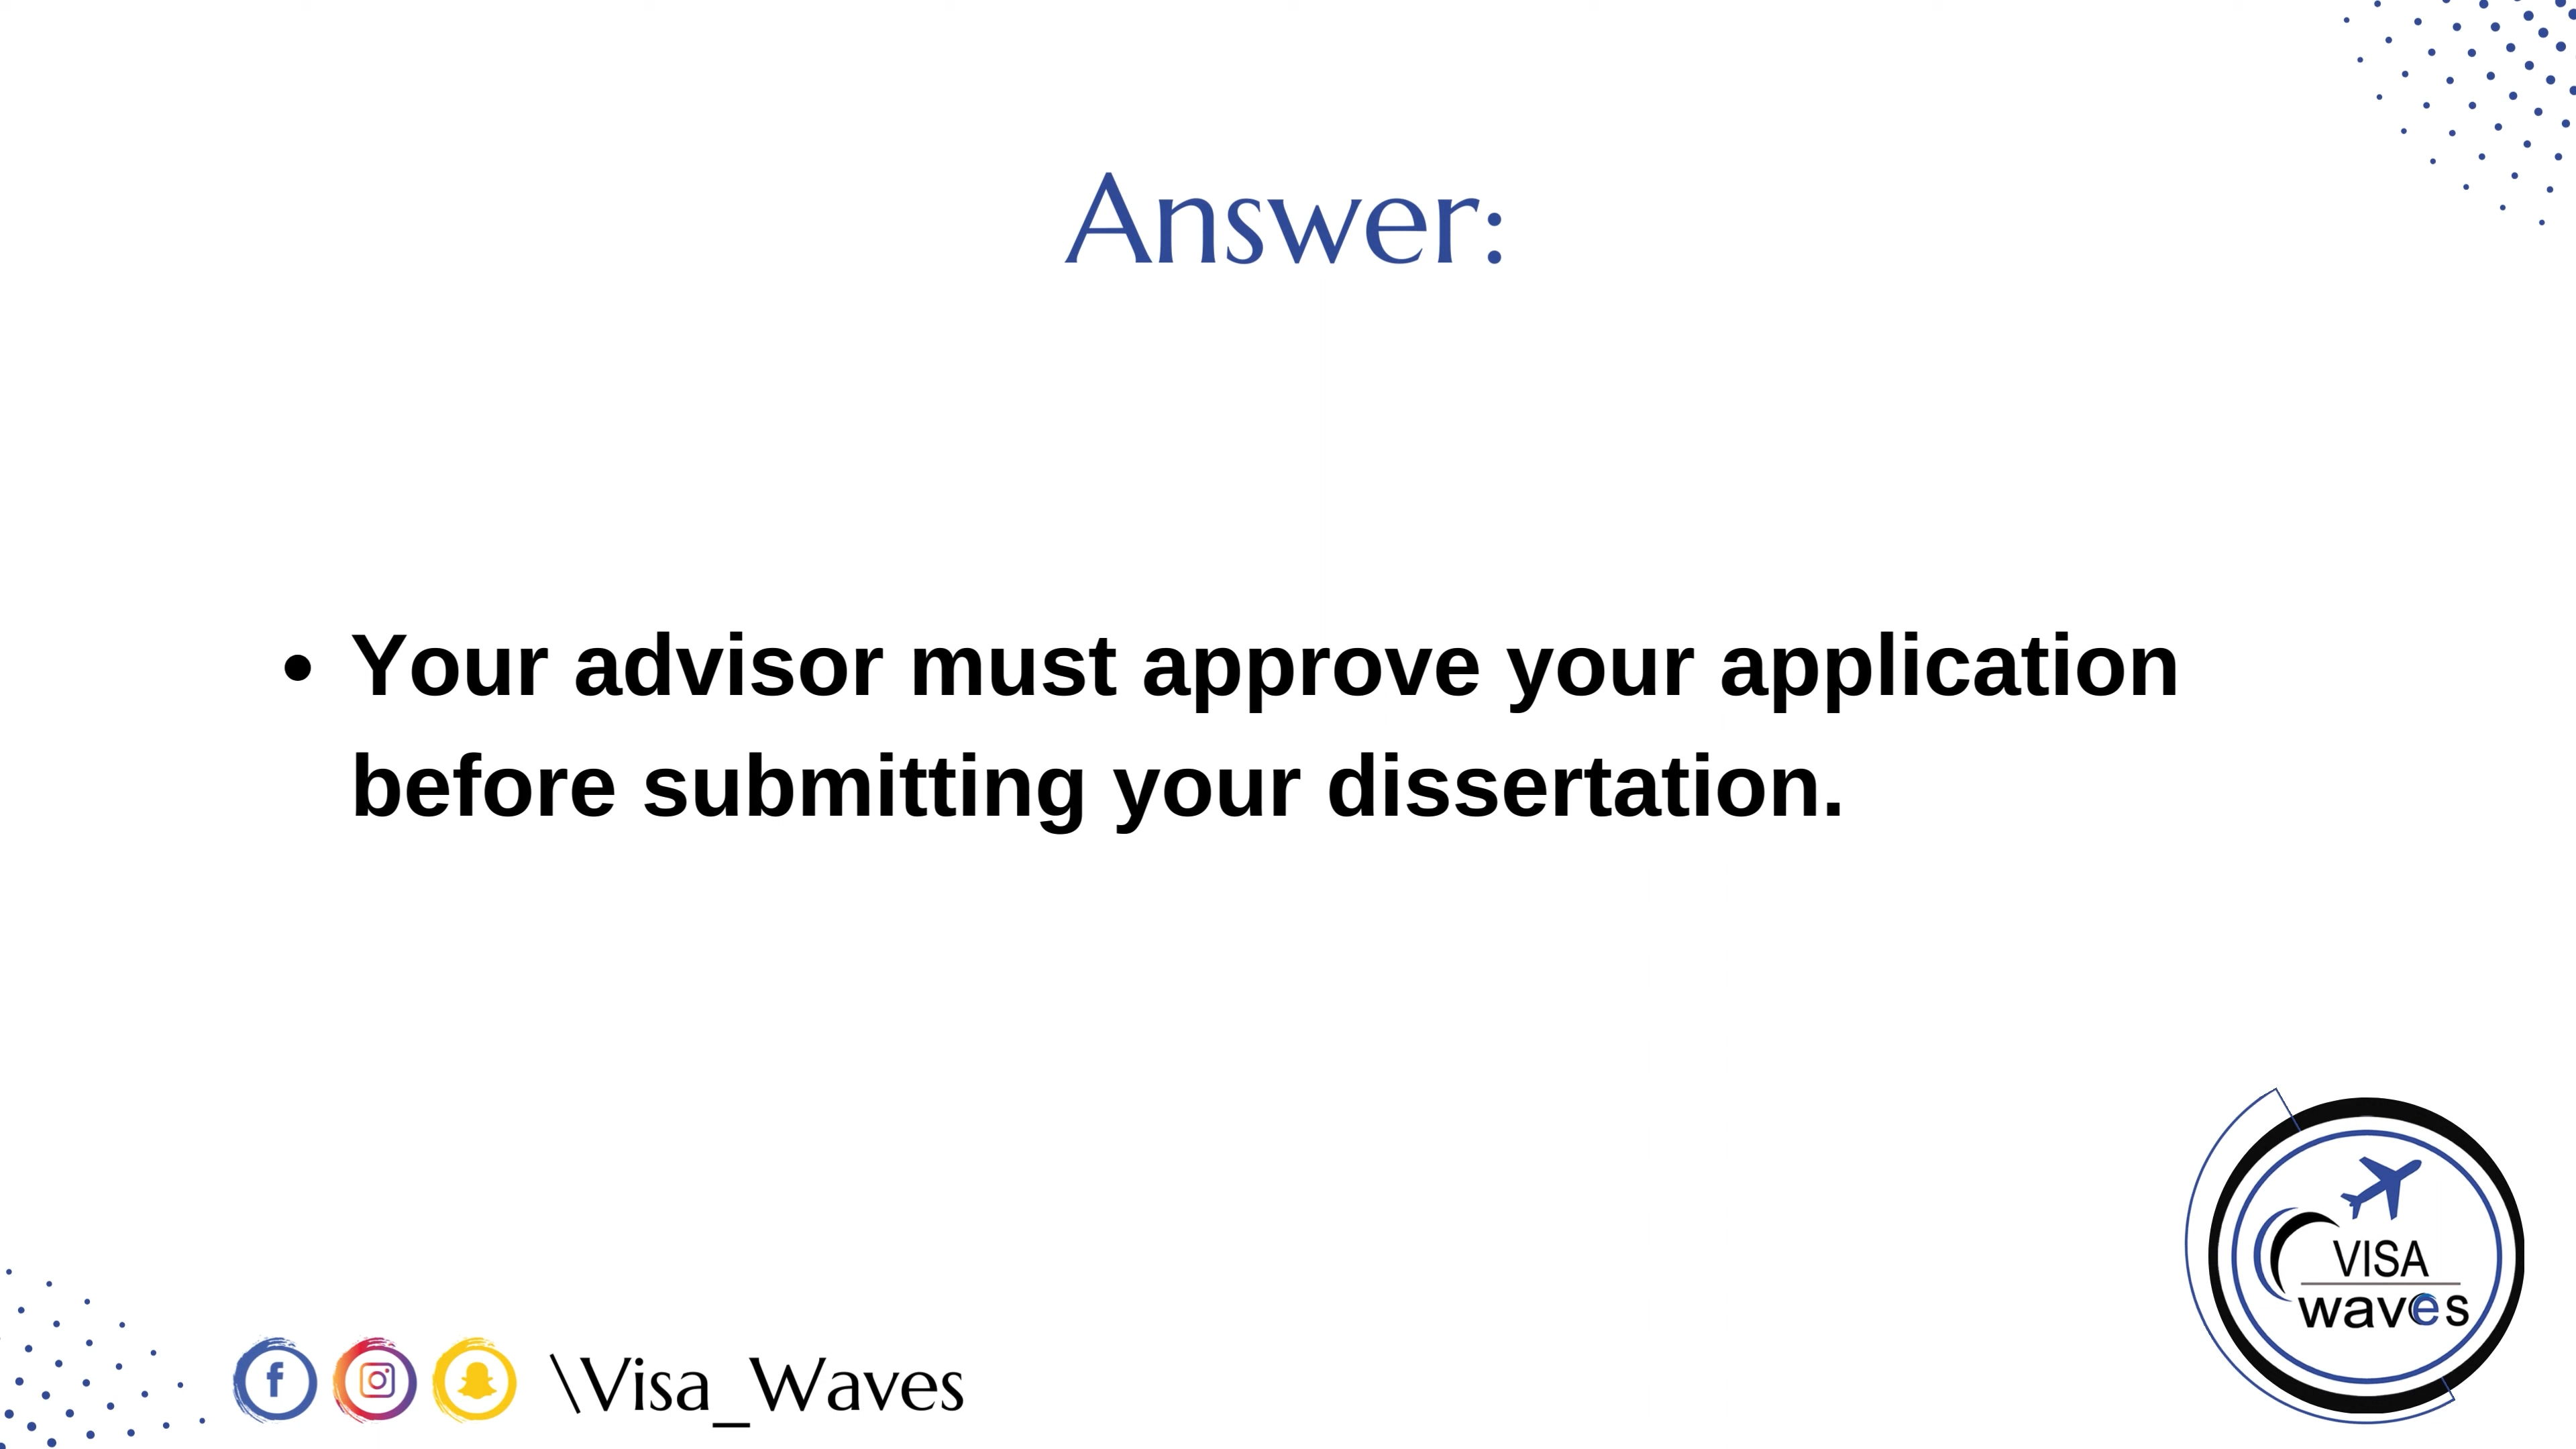 Answer:
• Your advisor must approve your application
before submitting your dissertation.
VISA
waves
\Visa_Waves